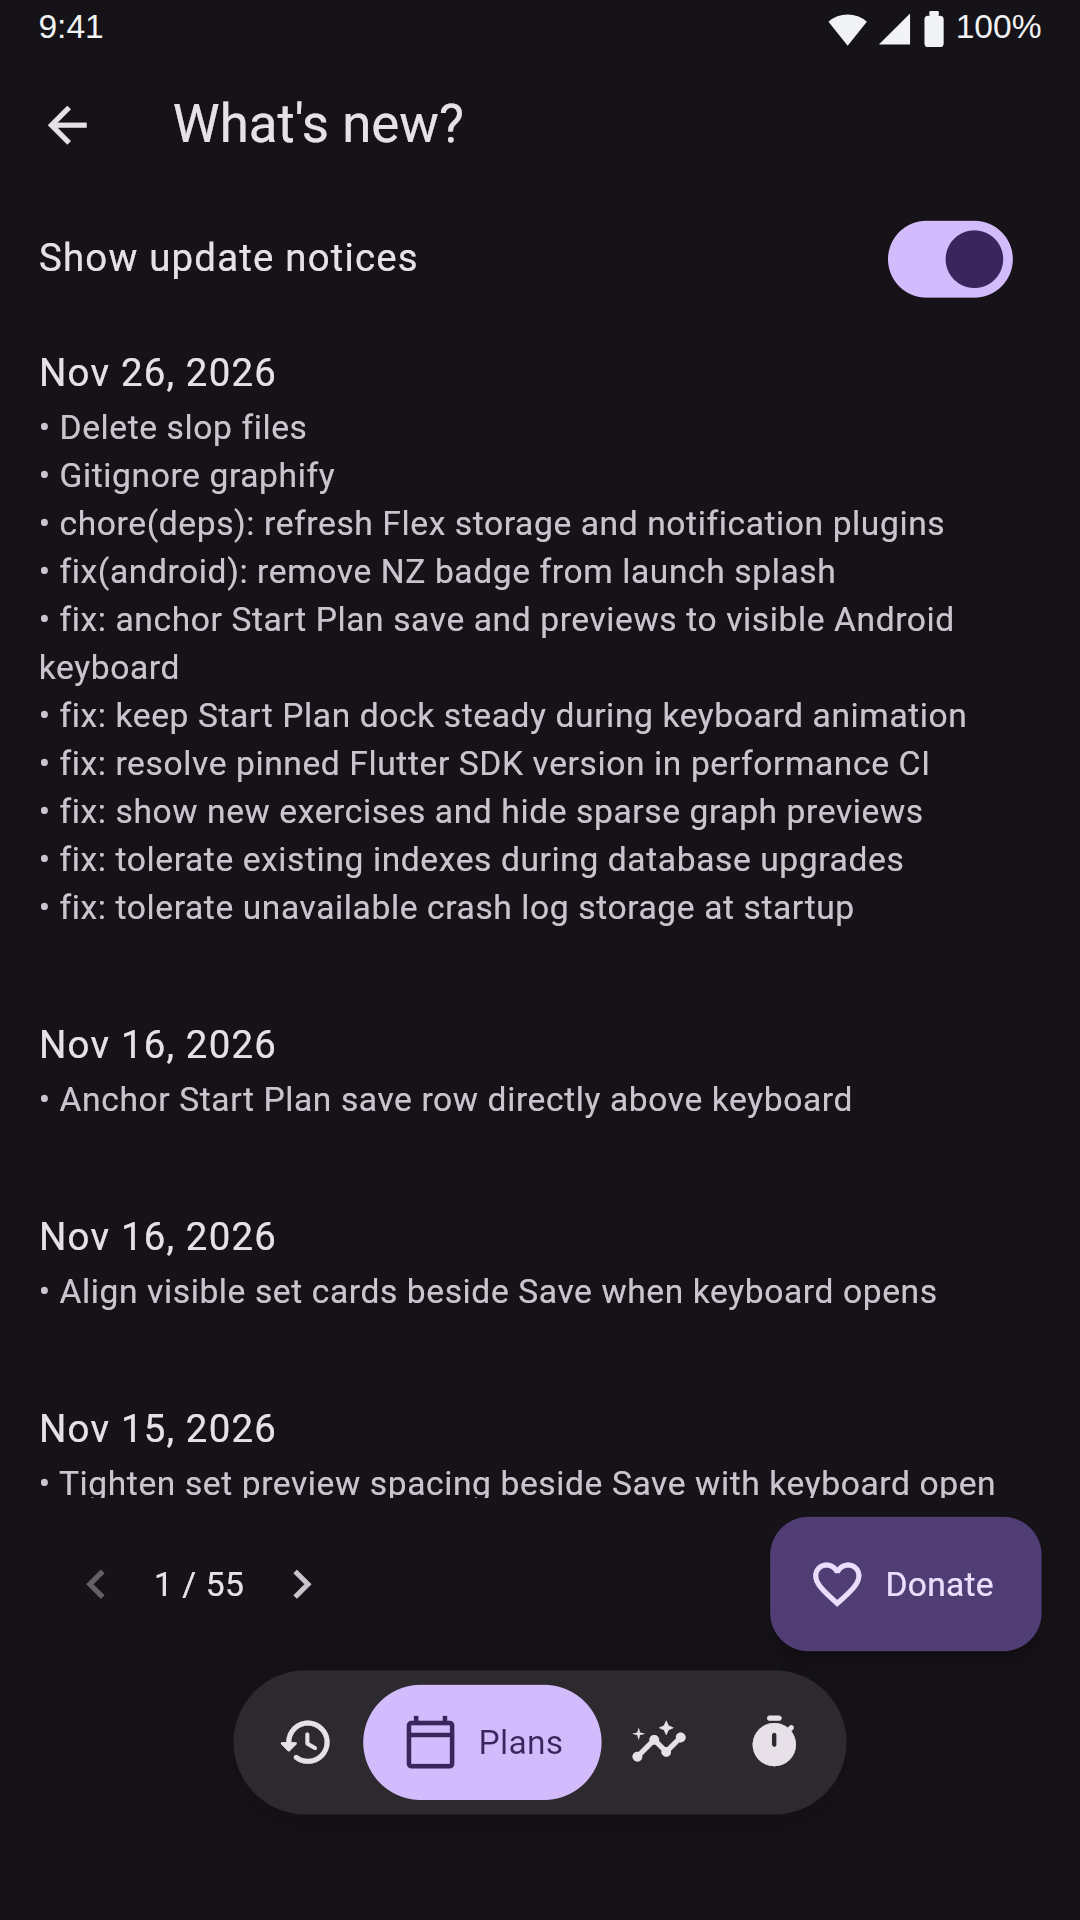 9:41
100%
What's new?
Show update notices
Nov 26, 2026
• Delete slop files
• Gitignore graphify
• chore(deps): refresh Flex storage and notification plugins
• fix(android): remove NZ badge from launch splash
• fix: anchor Start Plan save and previews to visible Android
keyboard
• fix: keep Start Plan dock steady during keyboard animation
• fix: resolve pinned Flutter SDK version in performance CI
• fix: show new exercises and hide sparse graph previews
• fix: tolerate existing indexes during database upgrades
• fix: tolerate unavailable crash log storage at startup
Nov 16, 2026
• Anchor Start Plan save row directly above keyboard
Nov 16, 2026
• Align visible set cards beside Save when keyboard opens
Nov 15, 2026
• Tighten set preview spacing beside Save with keyboard open
1 / 55
Donate
Plans